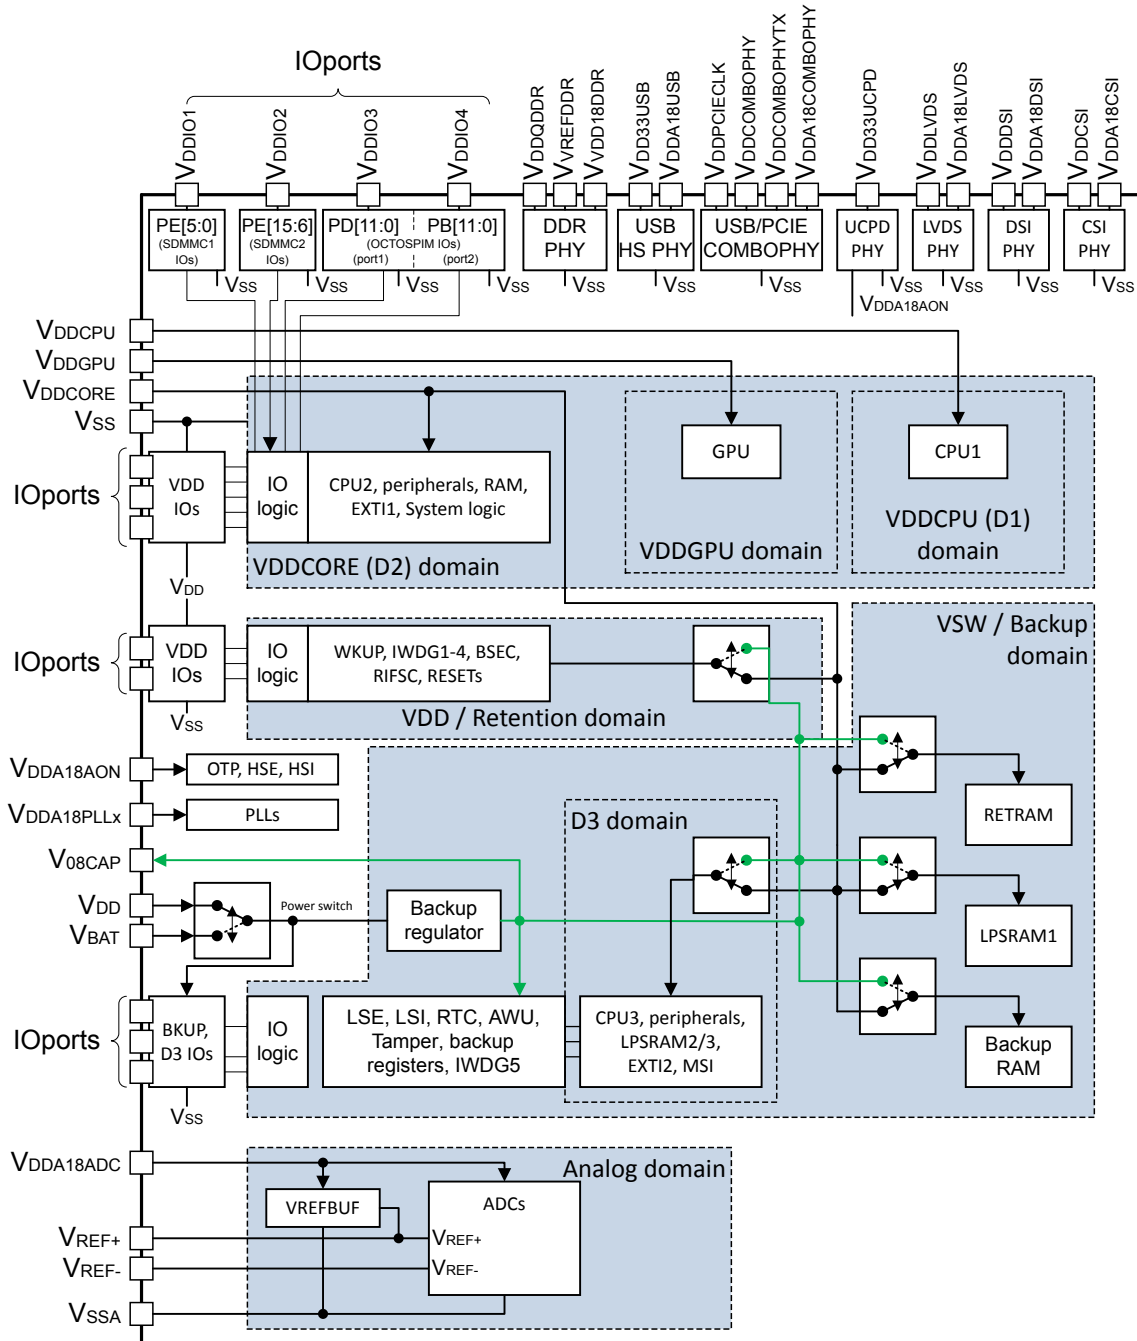 IOports
VDDIO1
VDDIO2
VDDIO3
VDDIO4
VDDQDDR
VVREFDDR
VVDD18DDR
VDD33USB
VDDA18USB
VDDPCIECLK
VDDCOMBOPHY
VDDCOMBOPHYTX
VDDA18COMBOPHY
VDD33UCPD
VDDLVDS
VDDA18LVDS
VDDDSI
VDDA18DSI
VDDCSI
VDDA18CSI
PE[5:0]
(SDMMC1
IOs)
PE[15:6]
(SDMMC2
IOs)
PD[11:0]
PB[11:0]
(OCTOSPIM IOs)
(port1)
(port2)
DDR
PHY
USB
HS PHY
USB/PCIE
COMBOPHY
UCPD
PHY
LVDS
PHY
DSI
PHY
CSI
PHY
VSS
VSS
VSS
VSS
VSS
VSS
VSS
VSS
VSS
VSS
VSS
VDDA18AON
VDDCPU
VDDGPU
VDDCORE
VSS
IOports
VDD
IOs
IO
logic
CPU2, peripherals, RAM,
EXTI1, System logic
GPU
CPU1
VDDCORE (D2) domain
VDDGPU domain
VDDCPU (D1)
domain
VDD
IOports
VDD
IOs
IO
logic
WKUP, IWDG1-4, BSEC,
RIFSC, RESETs
VSW / Backup
domain
VSS
VDD / Retention domain
VDDA18AON
OTP, HSE, HSI
VDDA18PLLx
PLLs
RETRAM
D3 domain
V08CAP
VDD
Power switch
Backup
regulator
VBAT
LPSRAM1
IOports
BKUP,
D3 IOs
IO
logic
LSE, LSI, RTC, AWU,
Tamper, backup
registers, IWDG5
CPU3, peripherals,
LPSRAM2/3,
EXTI2, MSI
Backup
RAM
VSS
VDDA18ADC
Analog domain
VREFBUF
ADCs
VREF+
VREF+
VREF-
VREF-
VSSA